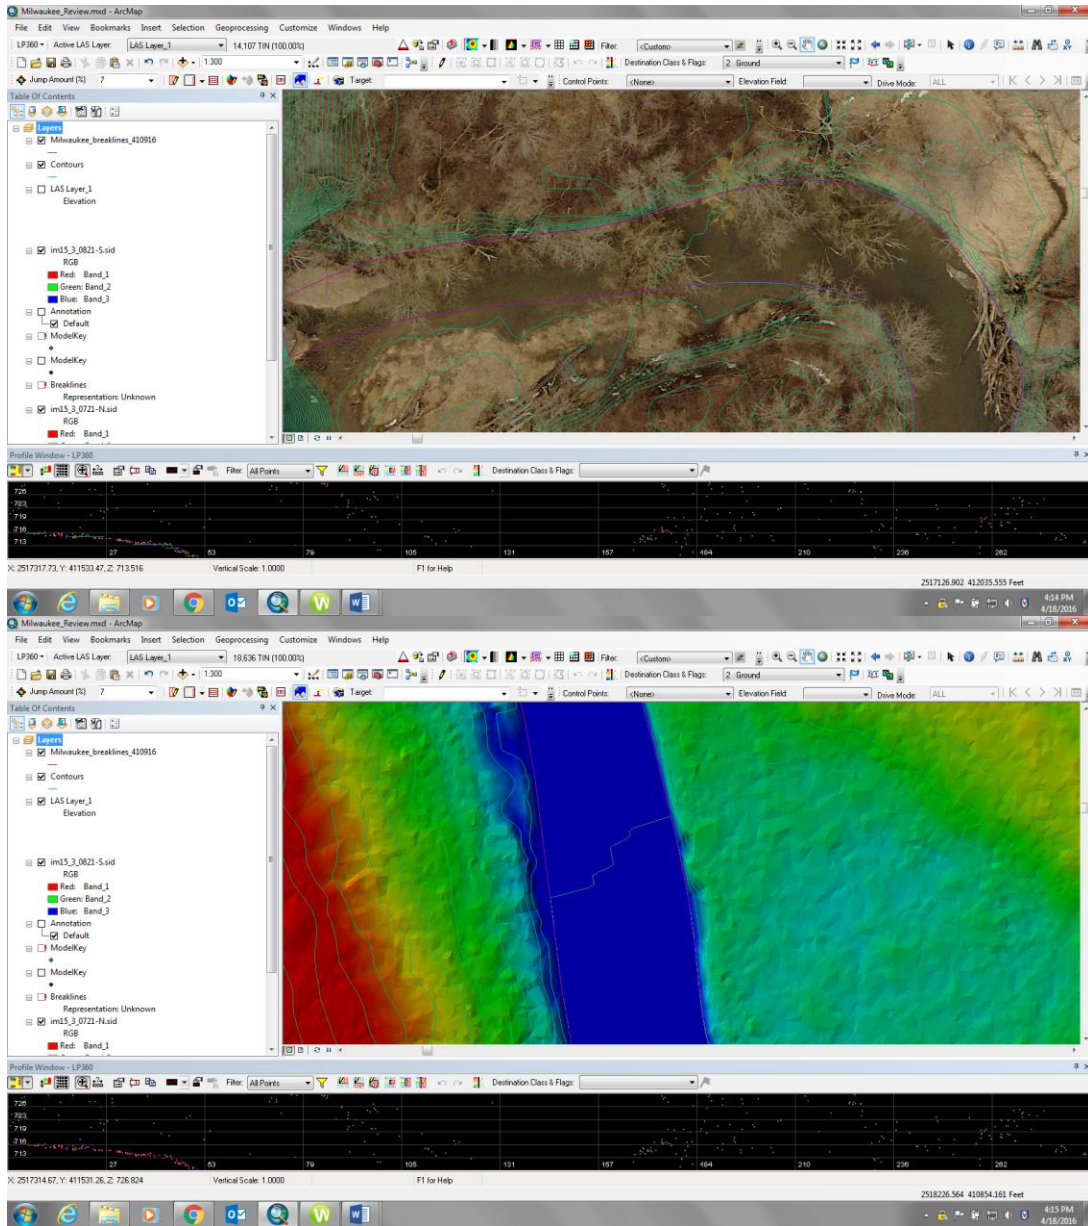 Milwaukee_Review.mxd - ArcMap
File Edit View Bookmarks Insert Selection Geoprocessing Customize Windows Help
LP360 Active LAS Layer: LAS Layer_1 14,107 TIN (100.00%) Filter: <Custom>
1:300 Destination Class & Flags: 2 Ground
Jump Amount (%) 7 Target: Control Points: <None> Elevation Field: Drive Mode: ALL
Table Of Contents
Layers
Milwaukee_breaklines_410916
Contours
LAS Layer_1
Elevation
im15_3_0821-S.sid
RGB
Red: Band_1
Green: Band_2
Blue: Band_3
Annotation
Default
ModelKey
ModelKey
Breaklines
Representation: Unknown
im15_3_0721-N.sid
RGB
Red: Band_1
Profile Window - LP360
Filter: All Points Destination Class & Flags:
726
723
719
716
713
27 53 79 105 131 157 184 210 236 262
X: 2517317.73, Y: 411533.47, Z: 713.516 Vertical Scale: 1.0000 F1 for Help
2517126.902 412035.555 Feet
4:14 PM
4/18/2016
Milwaukee_Review.mxd - ArcMap
File Edit View Bookmarks Insert Selection Geoprocessing Customize Windows Help
LP360 Active LAS Layer: LAS Layer_1 18,636 TIN (100.00%) Filter: <Custom>
1:300 Destination Class & Flags: 2 Ground
Jump Amount (%) 7 Target: Control Points: <None> Elevation Field: Drive Mode: ALL
Table Of Contents
Layers
Milwaukee_breaklines_410916
Contours
LAS Layer_1
Elevation
im15_3_0821-S.sid
RGB
Red: Band_1
Green: Band_2
Blue: Band_3
Annotation
Default
ModelKey
ModelKey
Breaklines
Representation: Unknown
im15_3_0721-N.sid
RGB
Red: Band_1
Profile Window - LP360
Filter: All Points Destination Class & Flags:
726
723
719
716
713
27 53 79 105 131 157 184 210 236 262
X: 2517314.67, Y: 411531.26, Z: 726.824 Vertical Scale: 1.0000 F1 for Help
2518226.564 410854.161 Feet
4:15 PM
4/18/2016